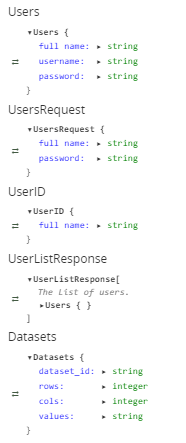 Users
▾Users {
full name: ▸ string
username: ▸ string
password: ▸ string
}
UsersRequest
▾UsersRequest {
full name: ▸ string
password: ▸ string
}
UserID
▾UserID {
full name: ▸ string
}
UserListResponse
▾UserListResponse[
The list of users.
▸Users { }
]
Datasets
▾Datasets {
dataset_id: ▸ string
rows: ▸ integer
cols: ▸ integer
values: ▸ string
}